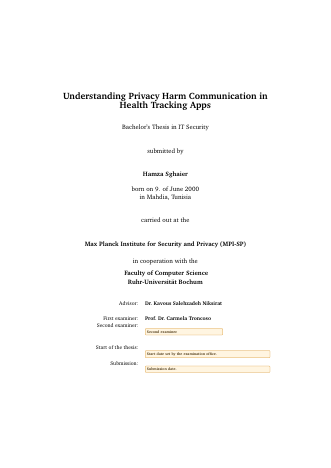 Understanding Privacy Harm Communication in
Health Tracking Apps
Bachelor's Thesis in IT Security
submitted by
Hamza Sghaier
born on 9. of June 2000
in Mahdia, Tunisia
carried out at the
Max Planck Institute for Security and Privacy (MPI-SP)
in cooperation with the
Faculty of Computer Science
Ruhr-Universität Bochum
Advisor: Dr. Kavous Salehzadeh Niksirat
First examiner: Prof. Dr. Carmela Troncoso
Second examiner:
Second examiner
Start of the thesis:
Start date set by the examination office.
Submission:
Submission date.